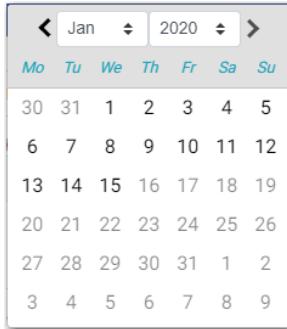 Jan 2020
Mo Tu We Th Fr Sa Su
30 31 1 2 3 4 5
6 7 8 9 10 11 12
13 14 15 16 17 18 19
20 21 22 23 24 25 26
27 28 29 30 31 1 2
3 4 5 6 7 8 9